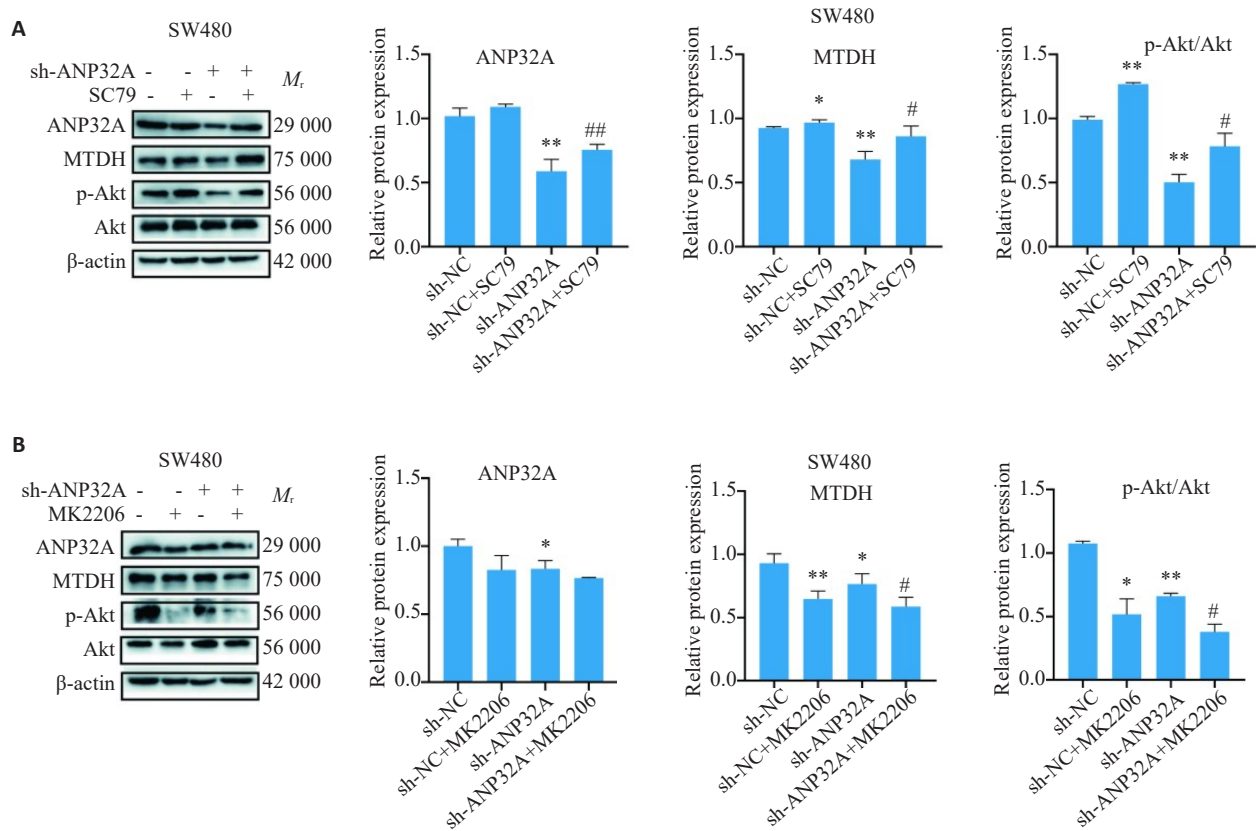 A
SW480
sh-ANP32A - - + +
SC79 - + - +
Mr
ANP32A 29 000
MTDH 75 000
p-Akt 56 000
Akt 56 000
β-actin 42 000
ANP32A
Relative protein expression
1.5
1.0
0.5
0.0
**
##
sh-NC
sh-NC+SC79
sh-ANP32A
sh-ANP32A+SC79
SW480
MTDH
Relative protein expression
1.5
1.0
0.5
0.0
*
**
#
sh-NC
sh-NC+SC79
sh-ANP32A
sh-ANP32A+SC79
p-Akt/Akt
Relative protein expression
1.5
1.0
0.5
0.0
**
**
#
sh-NC
sh-NC+SC79
sh-ANP32A
sh-ANP32A+SC79
B
SW480
sh-ANP32A - - + +
MK2206 - + - +
Mr
ANP32A 29 000
MTDH 75 000
p-Akt 56 000
Akt 56 000
β-actin 42 000
ANP32A
Relative protein expression
1.5
1.0
0.5
0.0
*
sh-NC
sh-NC+MK2206
sh-ANP32A
sh-ANP32A+MK2206
SW480
MTDH
Relative protein expression
1.5
1.0
0.5
0.0
**
*
#
sh-NC
sh-NC+MK2206
sh-ANP32A
sh-ANP32A+MK2206
p-Akt/Akt
Relative protein expression
1.5
1.0
0.5
0.0
*
**
#
sh-NC
sh-NC+MK2206
sh-ANP32A
sh-ANP32A+MK2206